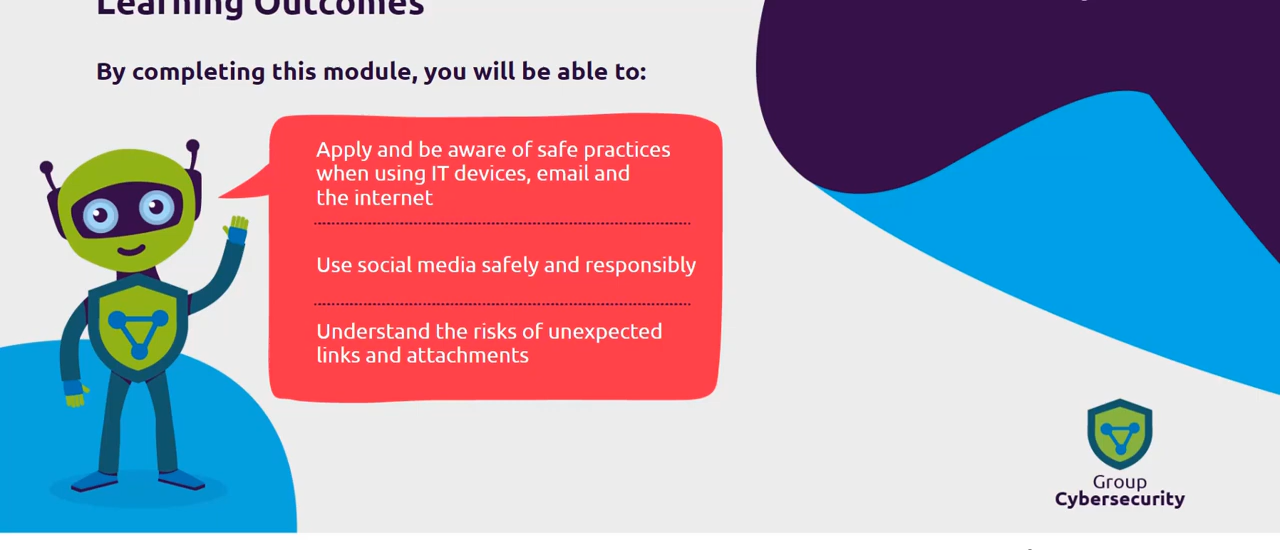 Learning Outcomes
By completing this module, you will be able to:
Apply and be aware of safe practices
when using IT devices, email and
the internet
Use social media safely and responsibly
Understand the risks of unexpected
links and attachments
Group
Cybersecurity